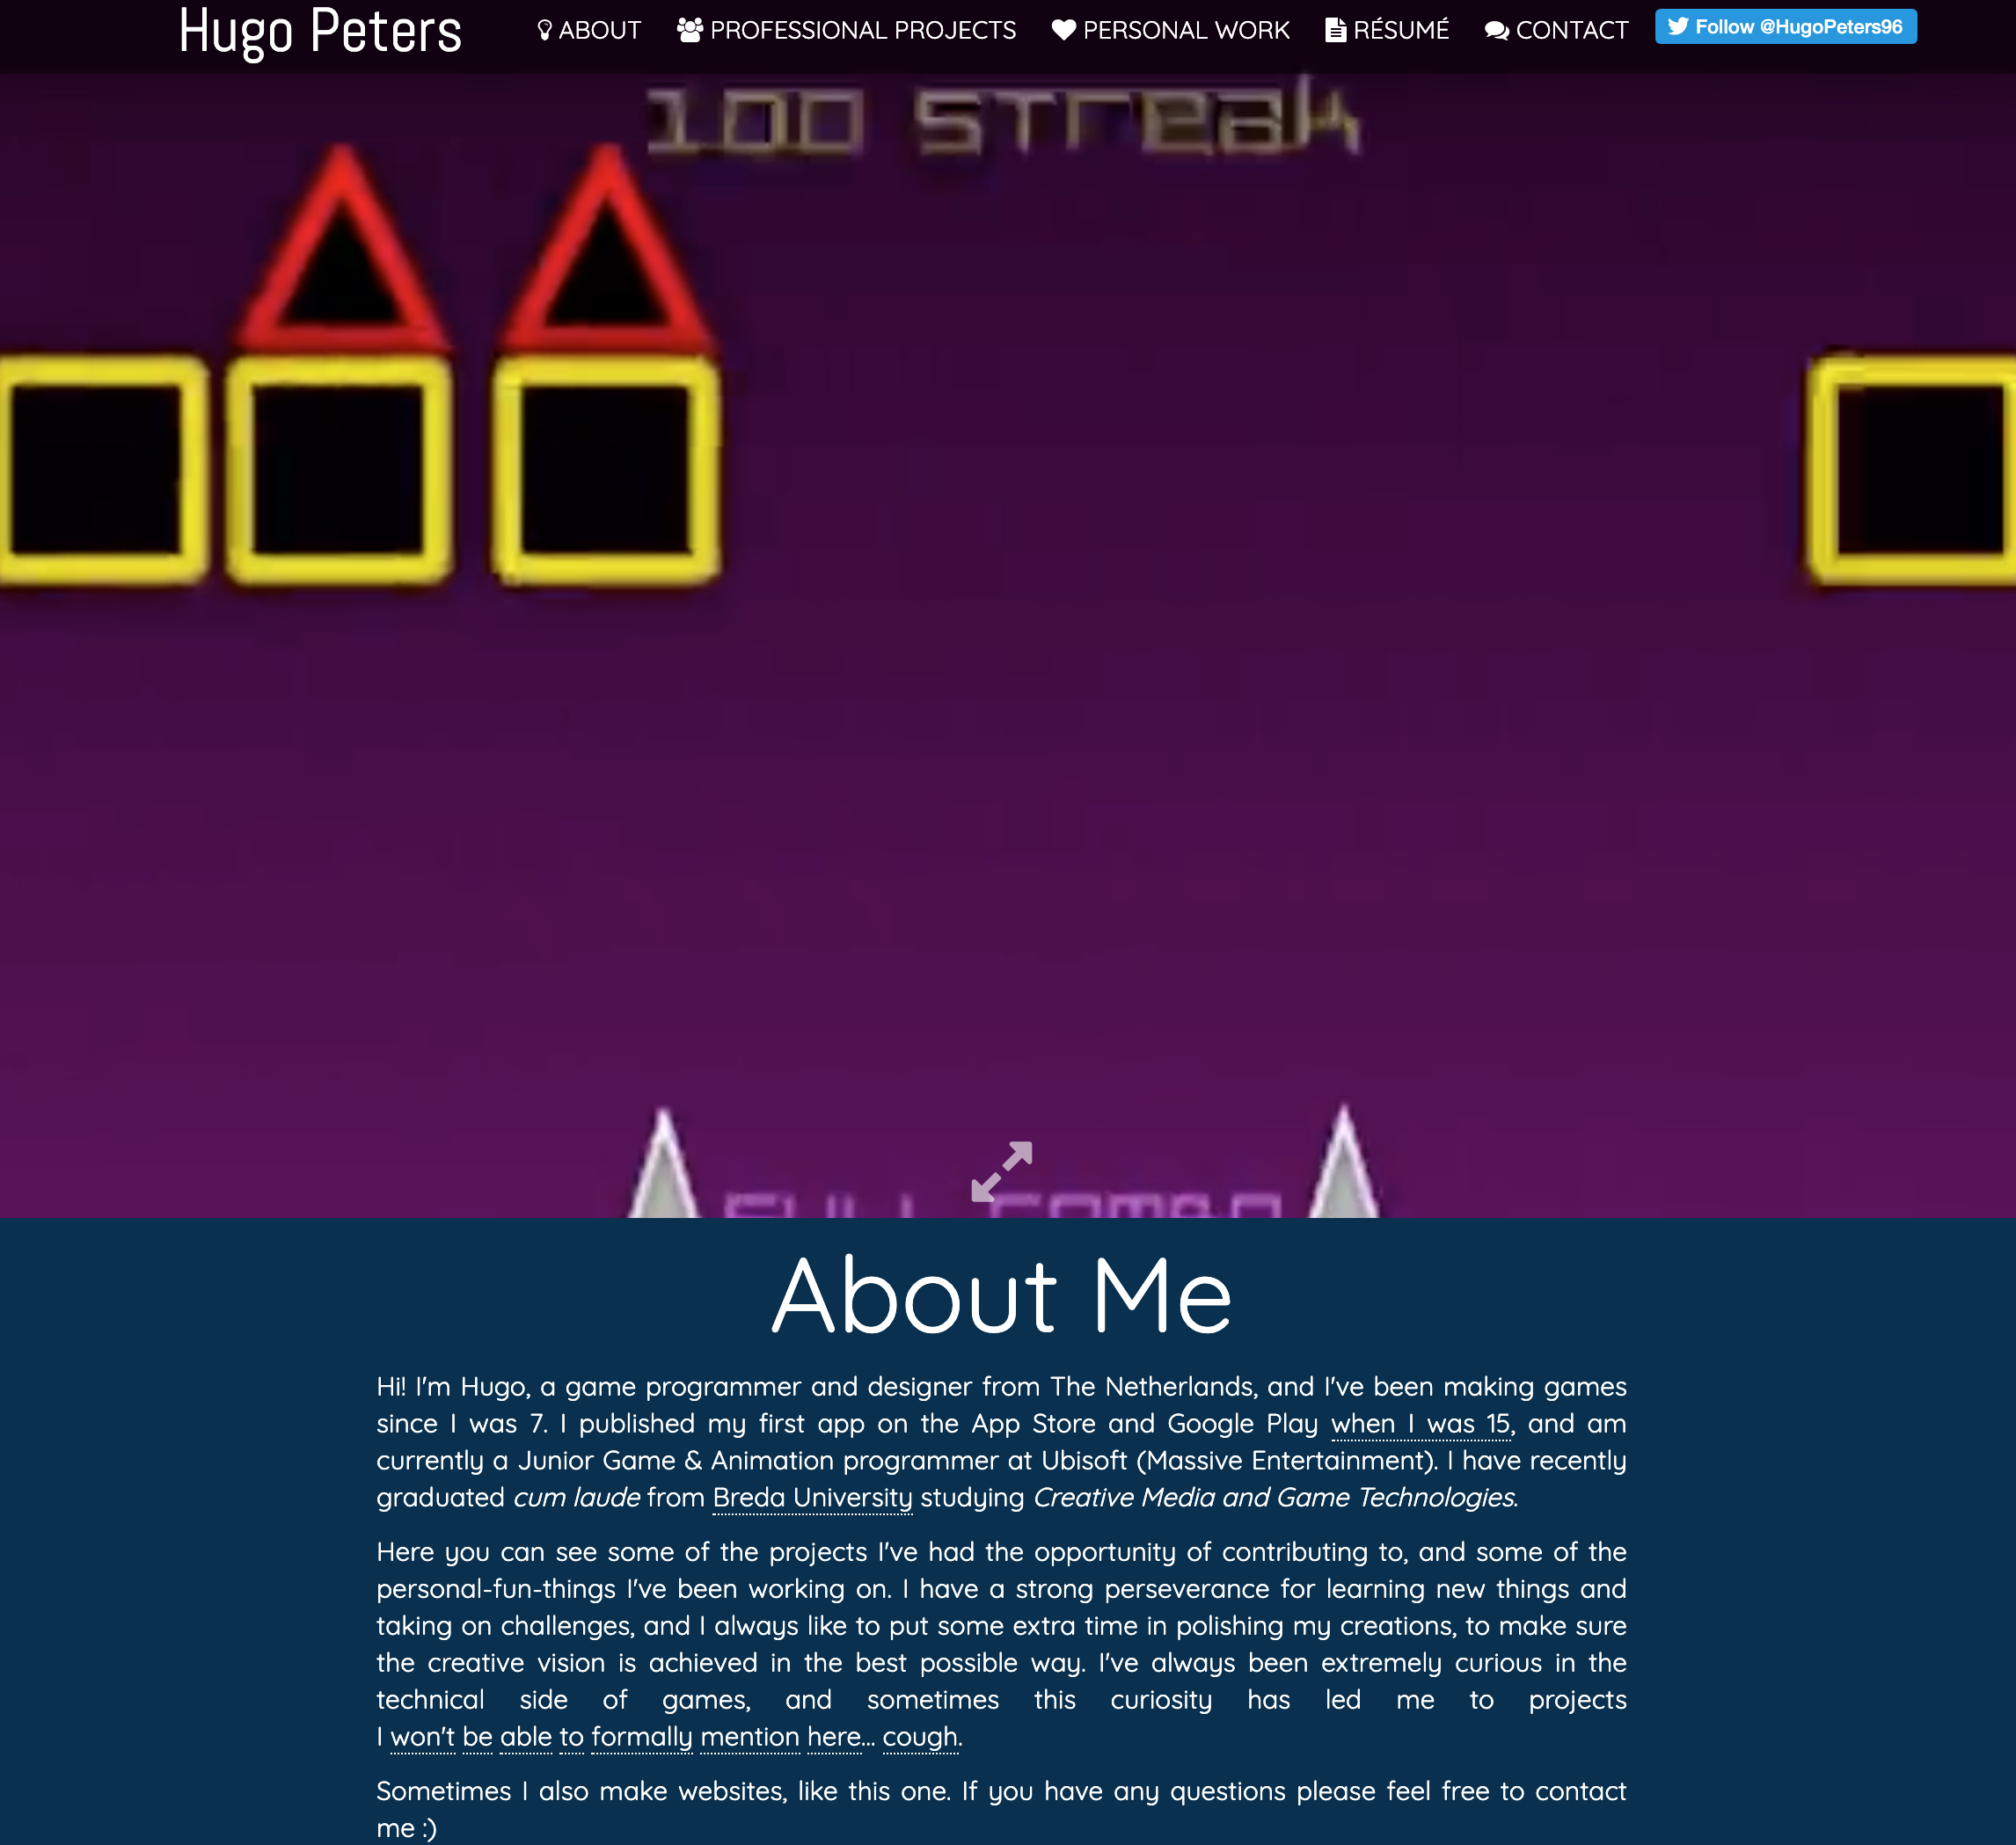 Hugo Peters
ABOUT
PROFESSIONAL PROJECTS
PERSONAL WORK
RÉSUMÉ
CONTACT
Follow @HugoPeters96
100 streak
FULL COMBO
About Me
Hi! I'm Hugo, a game programmer and designer from The Netherlands, and I've been making games
since I was 7. I published my first app on the App Store and Google Play when I was 15, and am
currently a Junior Game & Animation programmer at Ubisoft (Massive Entertainment). I have recently
graduated cum laude from Breda University studying Creative Media and Game Technologies.
Here you can see some of the projects I've had the opportunity of contributing to, and some of the
personal-fun-things I've been working on. I have a strong perseverance for learning new things and
taking on challenges, and I always like to put some extra time in polishing my creations, to make sure
the creative vision is achieved in the best possible way. I've always been extremely curious in the
technical side of games, and sometimes this curiosity has led me to projects
I won't be able to formally mention here... cough.
Sometimes I also make websites, like this one. If you have any questions please feel free to contact
me :)